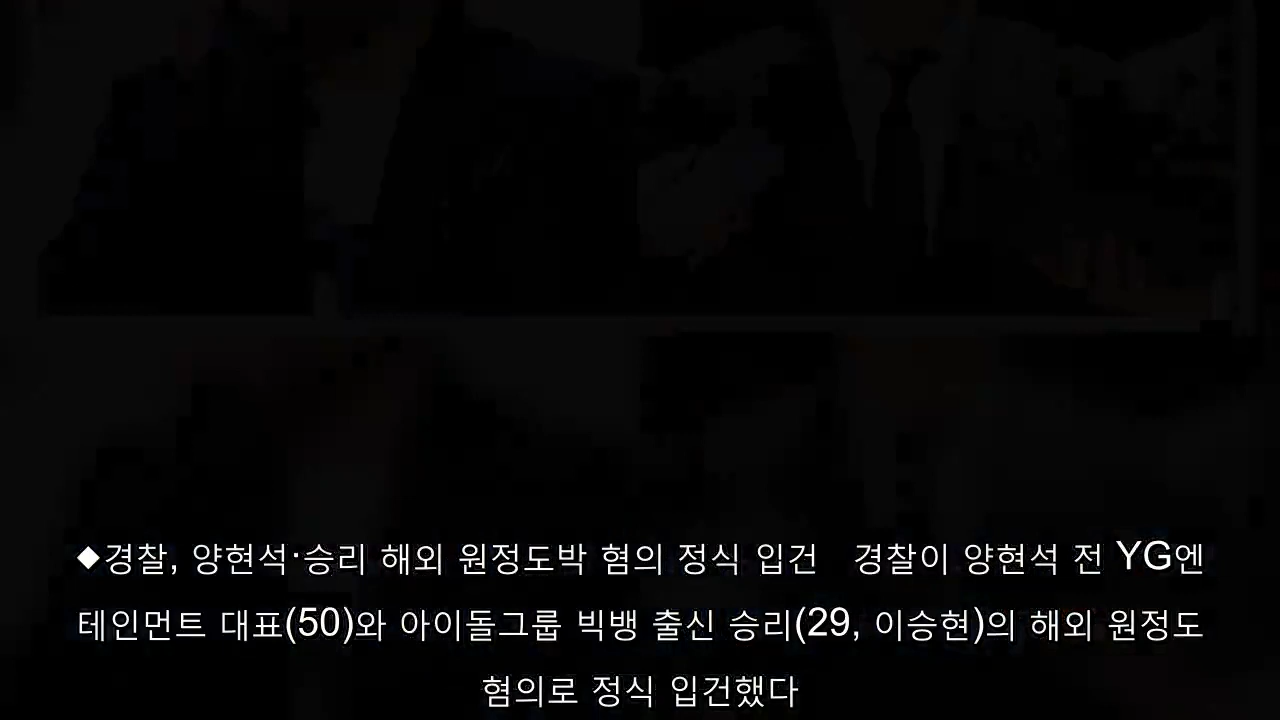 ◆경찰, 양현석·승리 해외 원정도박 혐의 정식 입건 경찰이 양현석 전 YG엔
테인먼트 대표(50)와 아이돌그룹 빅뱅 출신 승리(29, 이승현)의 해외 원정도
혐의로 정식 입건했다